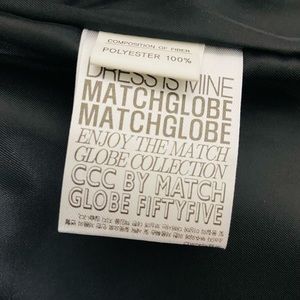 COMPOSITION OF FIBER
POLYESTER 100%
DRESS IS MINE
MATCHGLOBE
MATCHGLOBE
ENJOY THE MATCH
GLOBE COLLECTION
CCC BY MATCH
GLOBE FIFTYFIVE